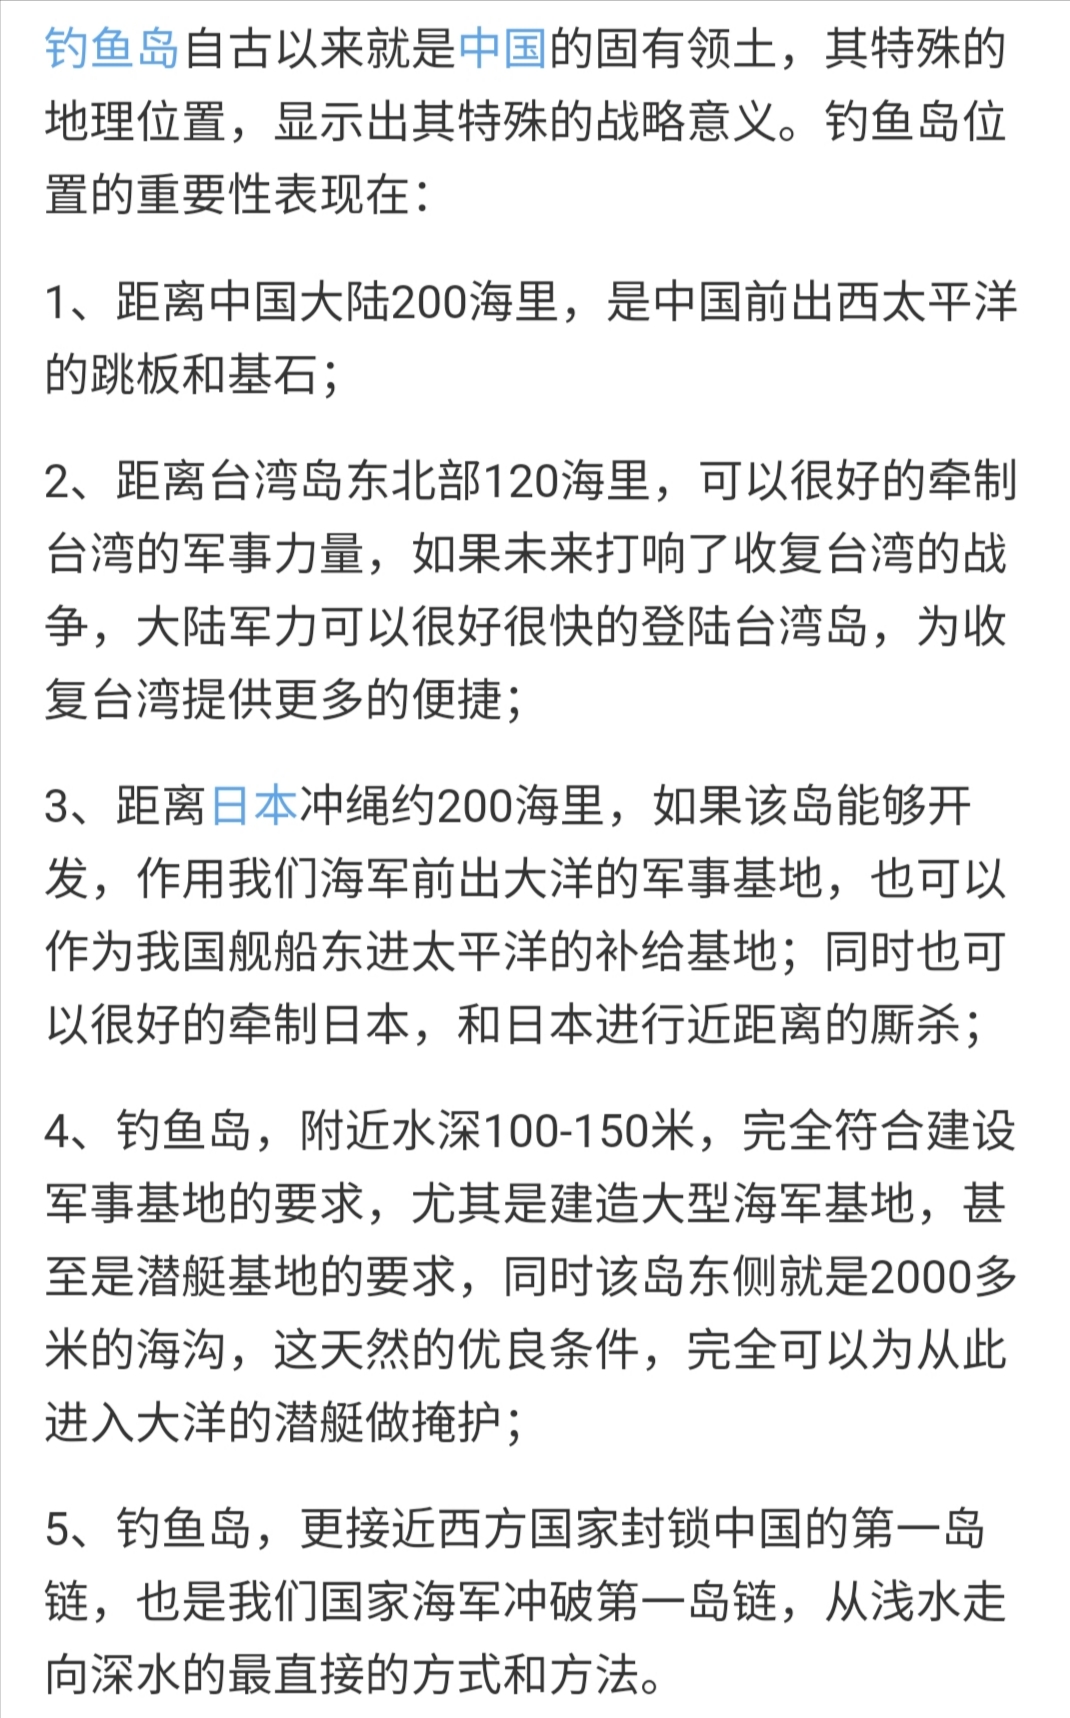 钓鱼岛自古以来就是中国的固有领土，其特殊的
地理位置，显示出其特殊的战略意义。钓鱼岛位
置的重要性表现在：
1、距离中国大陆200海里，是中国前出西太平洋
的跳板和基石；
2、距离台湾岛东北部120海里，可以很好的牵制
台湾的军事力量，如果未来打响了收复台湾的战
争，大陆军力可以很好很快的登陆台湾岛，为收
复台湾提供更多的便捷；
3、距离日本冲绳约200海里，如果该岛能够开
发，作用我们海军前出大洋的军事基地，也可以
作为我国舰船东进太平洋的补给基地；同时也可
以很好的牵制日本，和日本进行近距离的厮杀；
4、钓鱼岛，附近水深100-150米，完全符合建设
军事基地的要求，尤其是建造大型海军基地，甚
至是潜艇基地的要求，同时该岛东侧就是2000多
米的海沟，这天然的优良条件，完全可以为从此
进入大洋的潜艇做掩护；
5、钓鱼岛，更接近西方国家封锁中国的第一岛
链，也是我们国家海军冲破第一岛链，从浅水走
向深水的最直接的方式和方法。